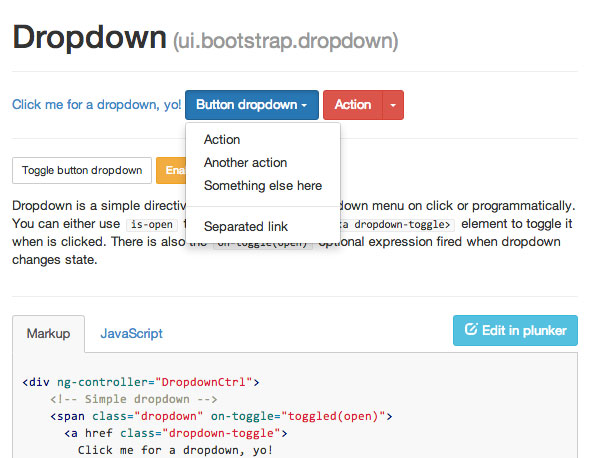 Dropdown (ui.bootstrap.dropdown)
Click me for a dropdown, yo! Button dropdown Action
Action
Another action
Something else here
Separated link
Toggle button dropdown Ena
Dropdown is a simple directiv down menu on click or programmatically.
You can either use is-open t a dropdown-toggle> element to toggle it
when is clicked. There is also the on-toggle(open) optional expression fired when dropdown
changes state.
Markup JavaScript Edit in plunker
<div ng-controller="DropdownCtrl">
<!-- Simple dropdown -->
<span class="dropdown" on-toggle="toggled(open)">
<a href class="dropdown-toggle">
Click me for a dropdown, yo!